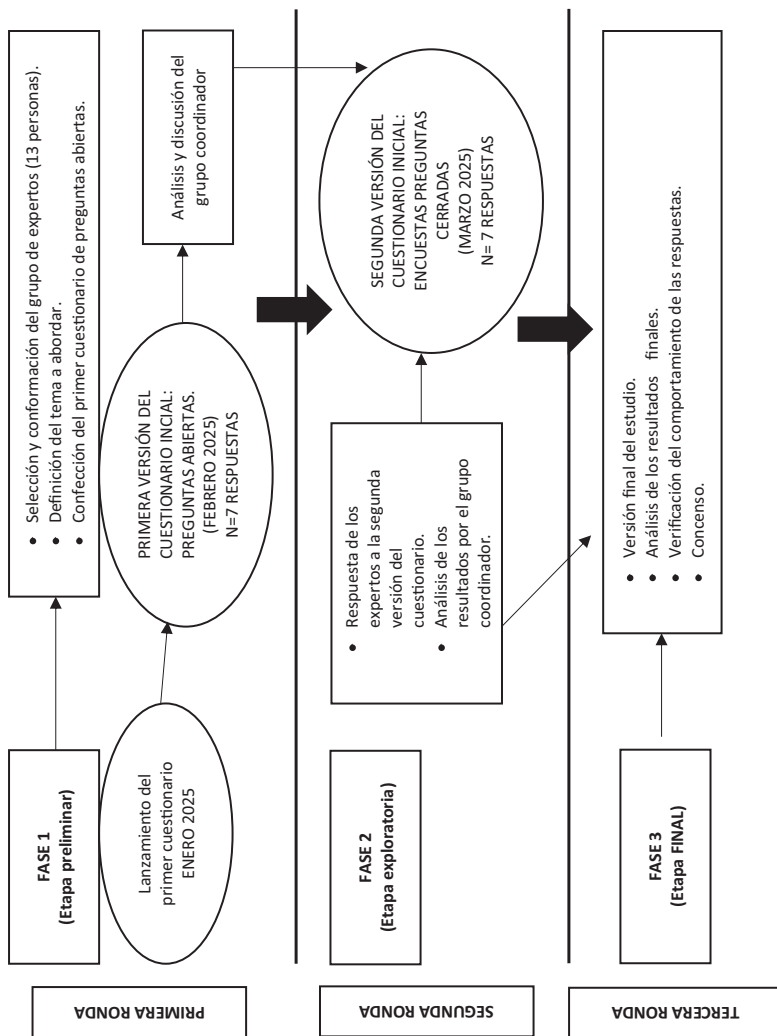 PRIMERA RONDA
FASE 1
(Etapa preliminar)
• Selección y conformación del grupo de expertos (13 personas).
• Definición del tema a abordar.
• Confección del primer cuestionario de preguntas abiertas.
Lanzamiento del
primer cuestionario
ENERO 2025
PRIMERA VERSIÓN DEL
CUESTIONARIO INCIAL:
PREGUNTAS ABIERTAS.
(FEBRERO 2025)
N=7 RESPUESTAS
Análisis y discusión del
grupo coordinador
SEGUNDA RONDA
FASE 2
(Etapa exploratoria)
• Respuesta de los
expertos a la segunda
versión del
cuestionario.
• Análisis de los
resultados por el grupo
coordinador.
SEGUNDA VERSIÓN DEL
CUESTIONARIO INICIAL:
ENCUESTAS PREGUNTAS
CERRADAS
(MARZO 2025)
N= 7 RESPUESTAS
TERCERA RONDA
FASE 3
(Etapa FINAL)
• Versión final del estudio.
• Análisis de los resultados finales.
• Verificación del comportamiento de las respuestas.
• Concenso.